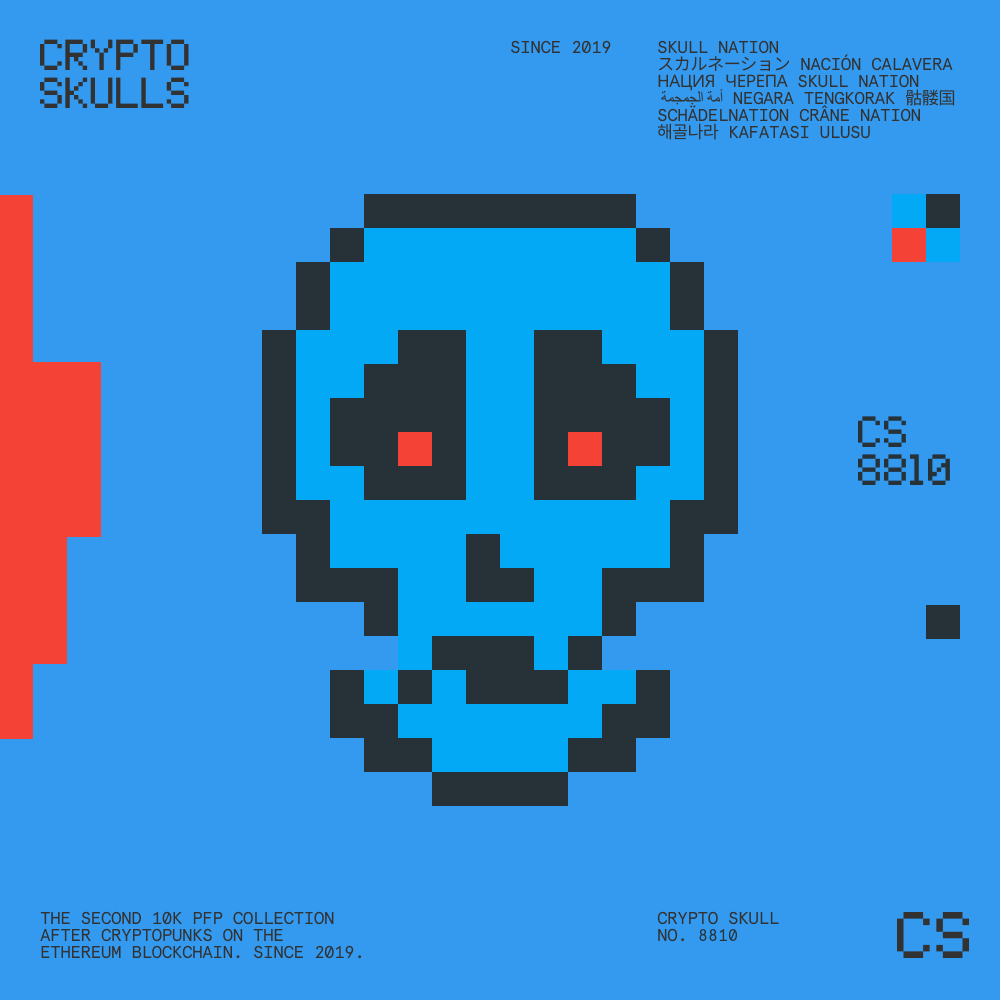 CRYPTO
SKULLS
SINCE 2019
SKULL NATION
スカルネーション NACIÓN CALAVERA
НАЦИЯ ЧЕРЕПА SKULL NATION
أمة الجمجمة NEGARA TENGKORAK 骷髅国
SCHÄDELNATION CRÂNE NATION
해골나라 KAFATASI ULUSU
CS
8810
THE SECOND 10K PFP COLLECTION
AFTER CRYPTOPUNKS ON THE
ETHEREUM BLOCKCHAIN. SINCE 2019.
CRYPTO SKULL
NO. 8810
CS